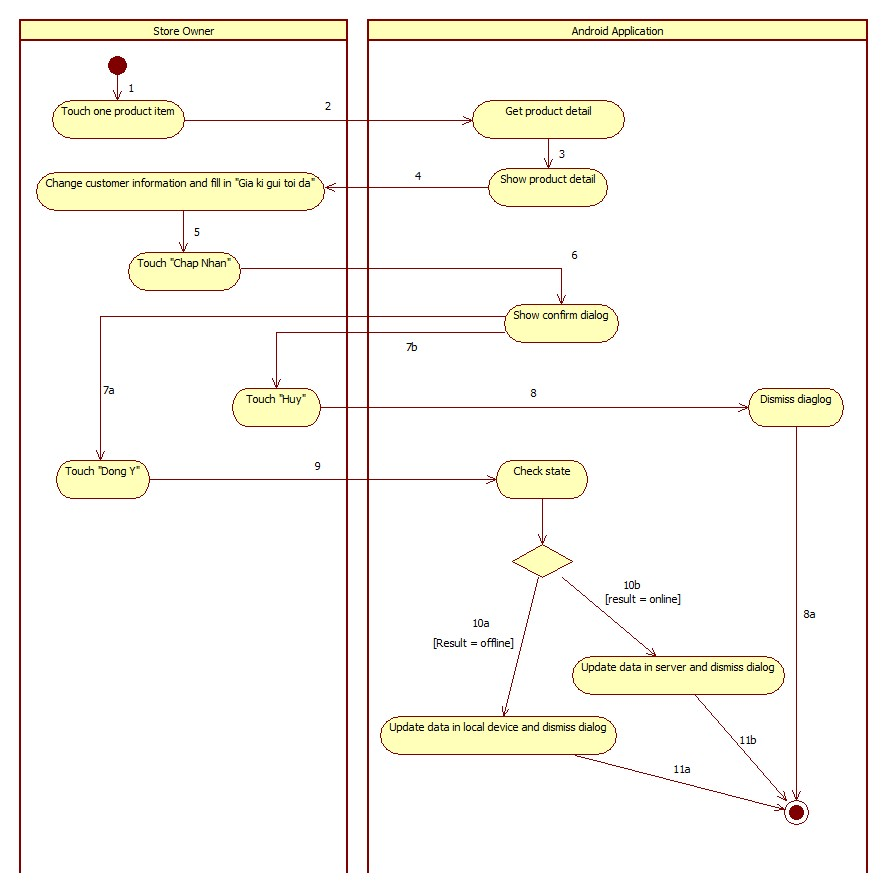 Store Owner
Android Application
1
Touch one product item
2
Get product detail
3
Change customer information and fill in "Gia ki gui toi da"
4
Show product detail
5
Touch "Chap Nhan"
6
Show confirm dialog
7b
7a
Touch "Huy"
8
Dismiss diaglog
Touch "Dong Y"
9
Check state
10b
[result = online]
10a
[Result = offline]
8a
Update data in server and dismiss dialog
Update data in local device and dismiss dialog
11b
11a